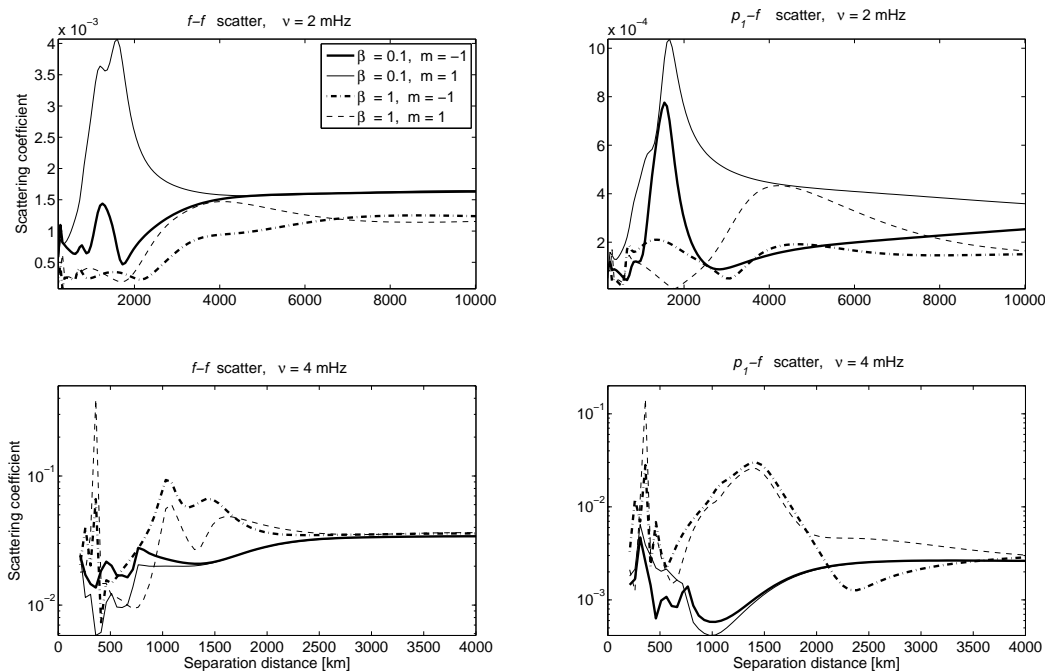 f−f scatter, ν = 2 mHz
x 10⁻³
4
3.5
3
2.5
2
1.5
1
0.5
Scattering coefficient
2000 4000 6000 8000 10000
β = 0.1, m = −1
β = 0.1, m = 1
β = 1, m = −1
β = 1, m = 1
p₁−f scatter, ν = 2 mHz
x 10⁻⁴
10
8
6
4
2
2000 4000 6000 8000 10000
f−f scatter, ν = 4 mHz
10⁻¹
10⁻²
Scattering coefficient
0 500 1000 1500 2000 2500 3000 3500 4000
Separation distance [km]
p₁−f scatter, ν = 4 mHz
10⁻¹
10⁻²
10⁻³
0 500 1000 1500 2000 2500 3000 3500 4000
Separation distance [km]